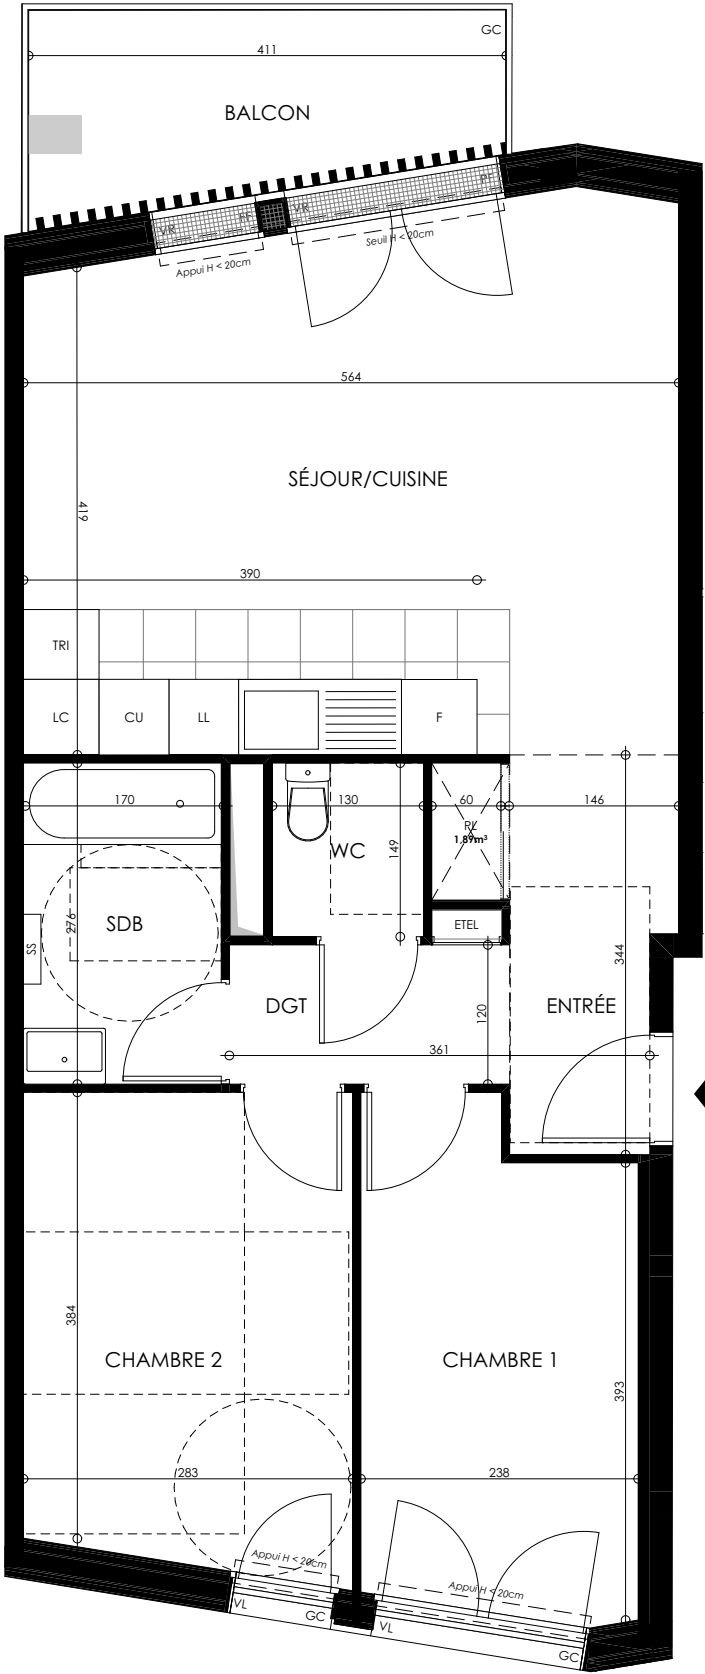 GC
411
BALCON
VR
PF
VR
PF
Appui H < 20cm
Seuil H < 20cm
564
SÉJOUR/CUISINE
419
390
TRI
LC
CU
LL
F
170
130
60
146
RL
1,89m³
WC
149
SDB
276
SS
ETEL
344
DGT
ENTRÉE
120
361
384
CHAMBRE 2
CHAMBRE 1
393
283
238
Appui H < 20cm
Appui H < 20cm
VL
GC
VL
GC